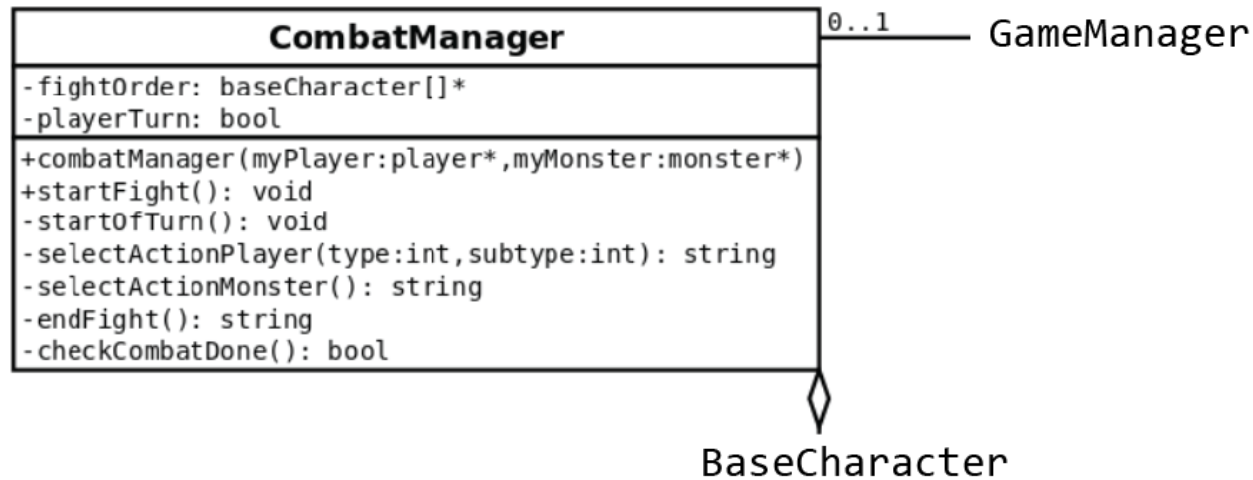 CombatManager
0..1
GameManager
-fightOrder: baseCharacter[]*
-playerTurn: bool
+combatManager(myPlayer:player*,myMonster:monster*)
+startFight(): void
-startOfTurn(): void
-selectActionPlayer(type:int,subtype:int): string
-selectActionMonster(): string
-endFight(): string
-checkCombatDone(): bool
BaseCharacter